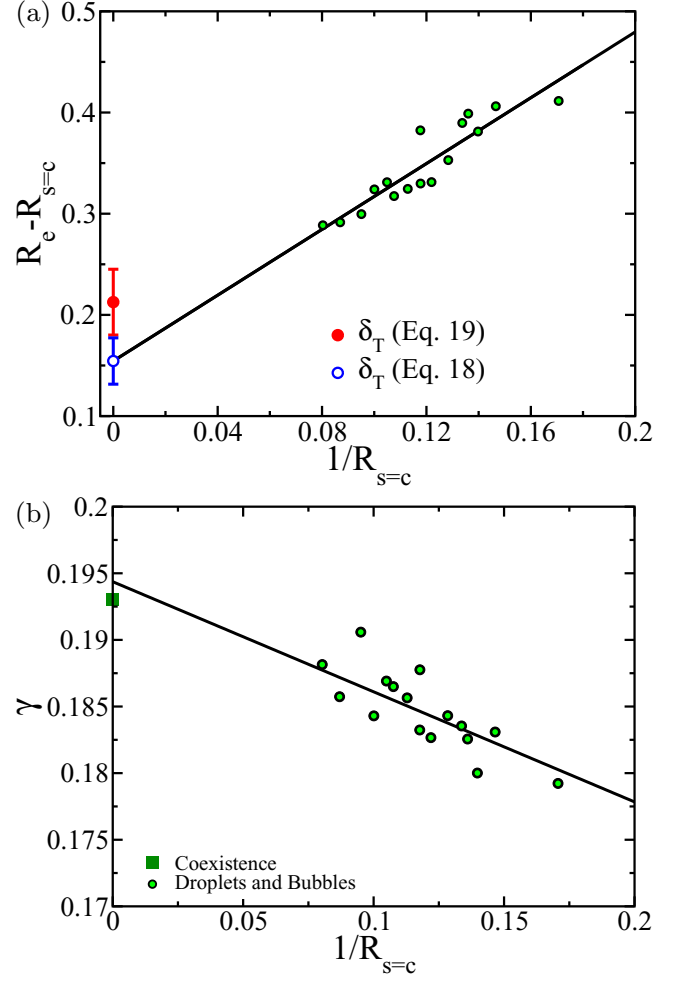 (a)
0.5
0.4
0.3
0.2
0.1
R_e-R_{s=c}
δ_T (Eq. 19)
δ_T (Eq. 18)
0 0.04 0.08 0.12 0.16 0.2
1/R_{s=c}
(b)
0.2
0.195
0.19
0.185
0.18
0.175
0.17
γ
Coexistence
Droplets and Bubbles
0 0.05 0.1 0.15 0.2
1/R_{s=c}